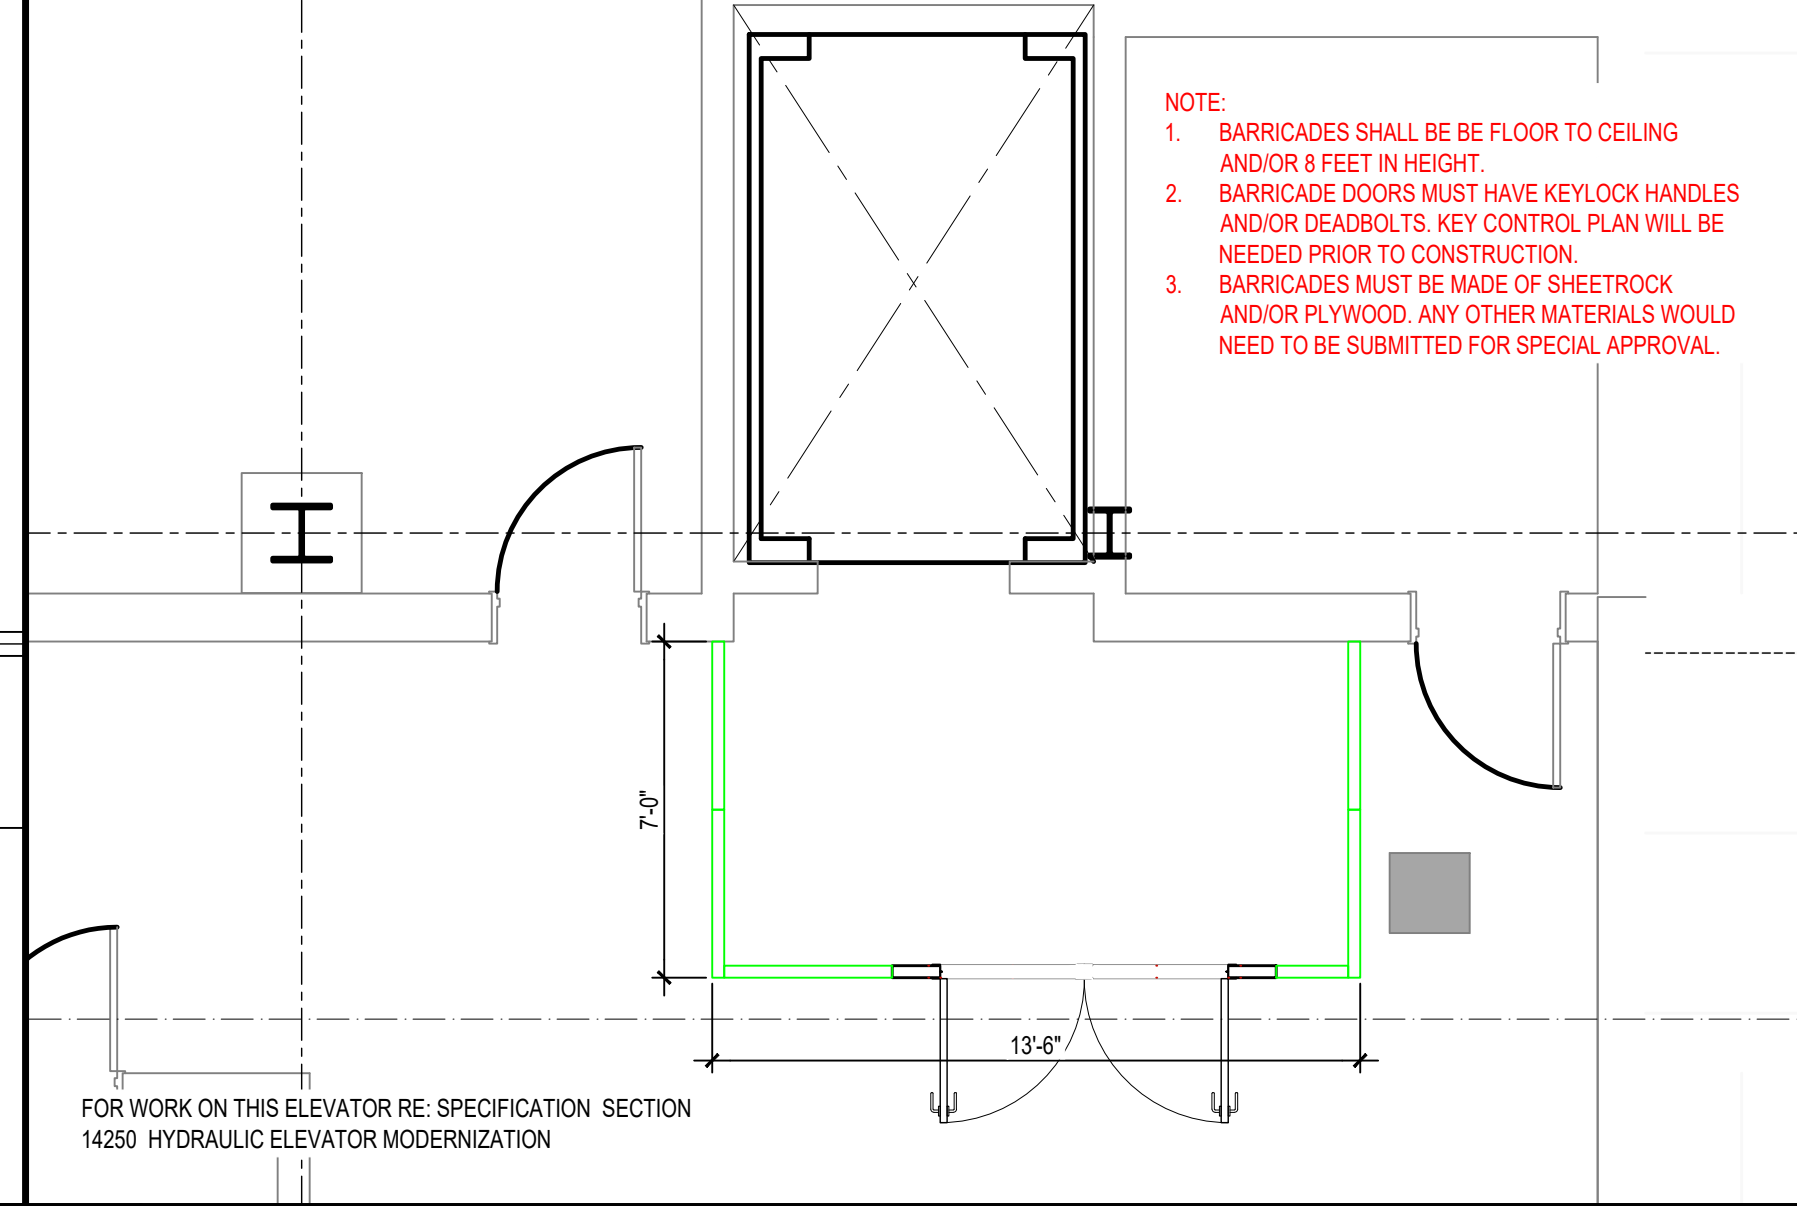 NOTE:
1. BARRICADES SHALL BE BE FLOOR TO CEILING
AND/OR 8 FEET IN HEIGHT.
2. BARRICADE DOORS MUST HAVE KEYLOCK HANDLES
AND/OR DEADBOLTS. KEY CONTROL PLAN WILL BE
NEEDED PRIOR TO CONSTRUCTION.
3. BARRICADES MUST BE MADE OF SHEETROCK
AND/OR PLYWOOD. ANY OTHER MATERIALS WOULD
NEED TO BE SUBMITTED FOR SPECIAL APPROVAL.
7'-0"
13'-6"
FOR WORK ON THIS ELEVATOR RE: SPECIFICATION SECTION
14250 HYDRAULIC ELEVATOR MODERNIZATION